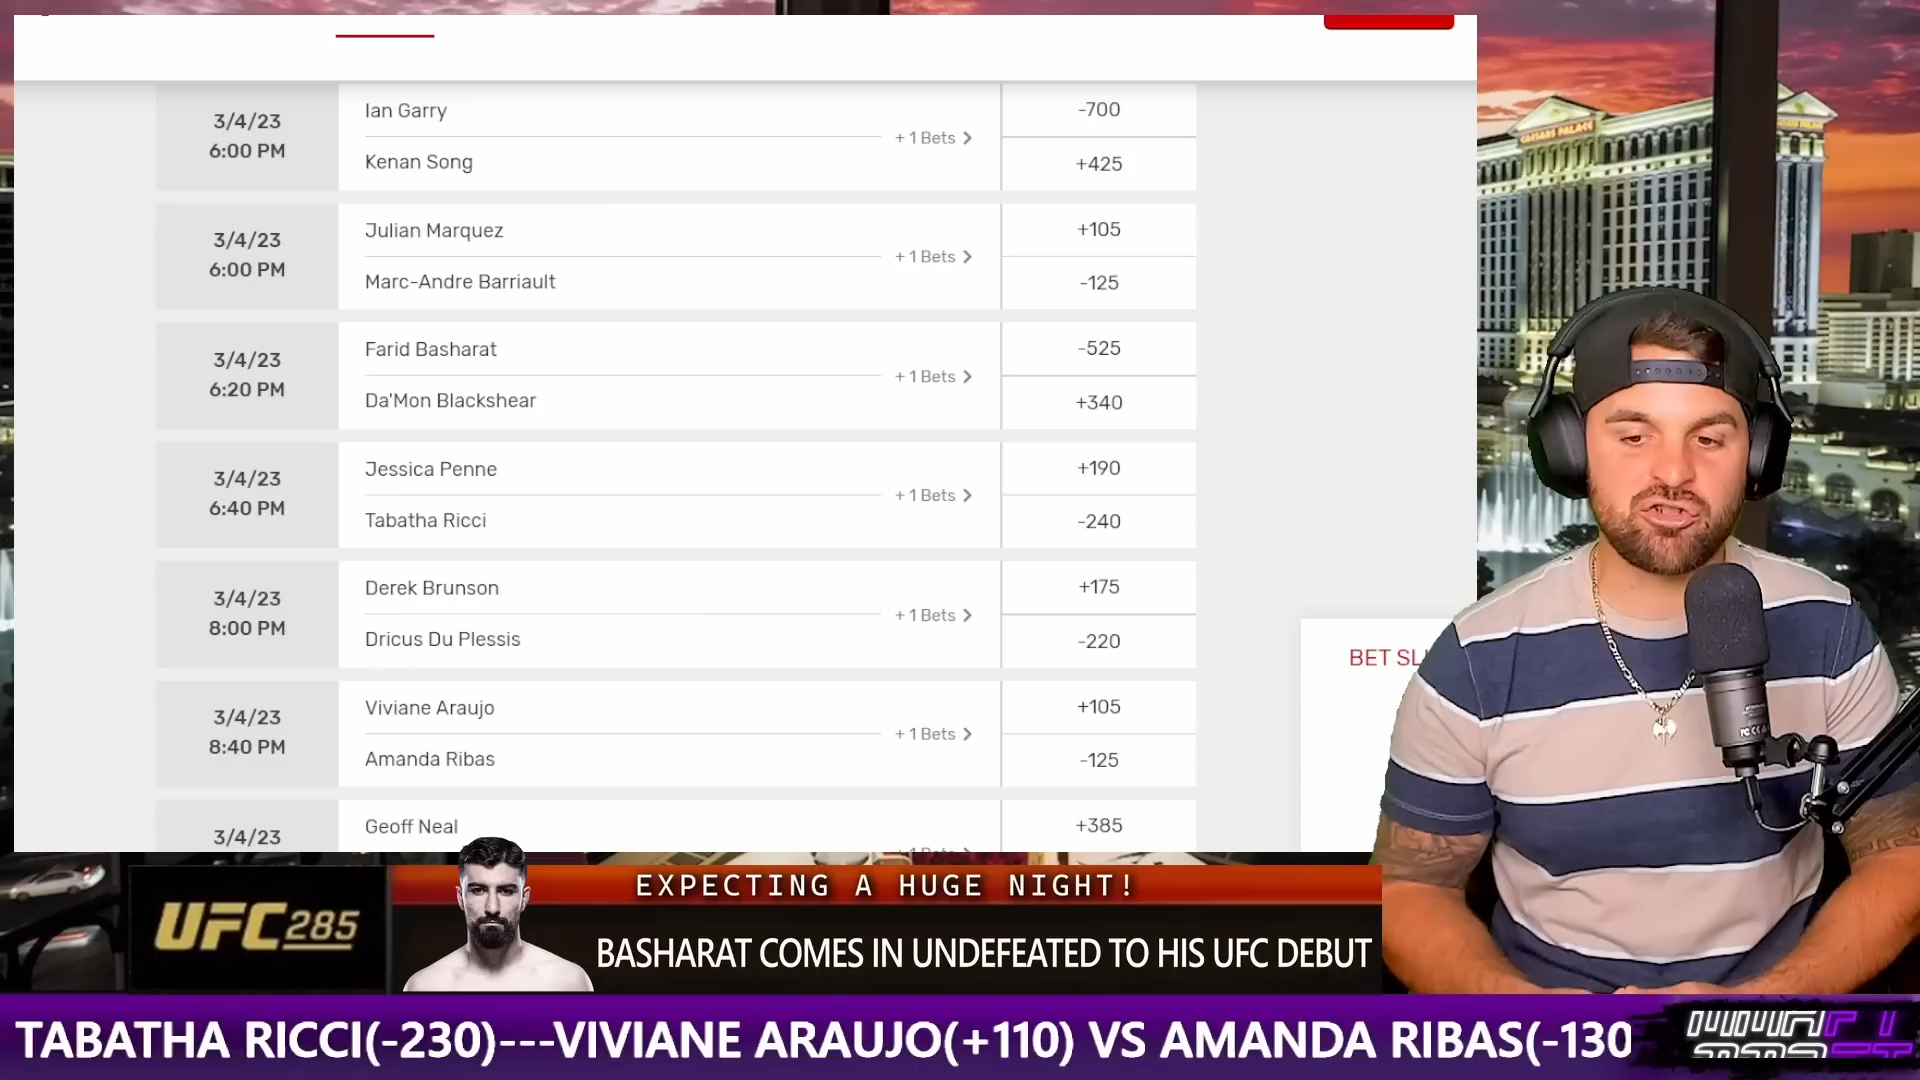 CAESARS PALACE
3/4/23
6:00 PM
Ian Garry
Kenan Song
+ 1 Bets
-700
+425
3/4/23
6:00 PM
Julian Marquez
Marc-Andre Barriault
+ 1 Bets
+105
-125
3/4/23
6:20 PM
Farid Basharat
Da'Mon Blackshear
+ 1 Bets
-525
+340
3/4/23
6:40 PM
Jessica Penne
Tabatha Ricci
+ 1 Bets
+190
-240
3/4/23
8:00 PM
Derek Brunson
Dricus Du Plessis
+ 1 Bets
+175
-220
3/4/23
8:40 PM
Viviane Araujo
Amanda Ribas
+ 1 Bets
+105
-125
3/4/23
Geoff Neal
+385
BET SL
UFC 285
EXPECTING A HUGE NIGHT!
BASHARAT COMES IN UNDEFEATED TO HIS UFC DEBUT
TABATHA RICCI(-230)---VIVIANE ARAUJO(+110) VS AMANDA RIBAS(-130